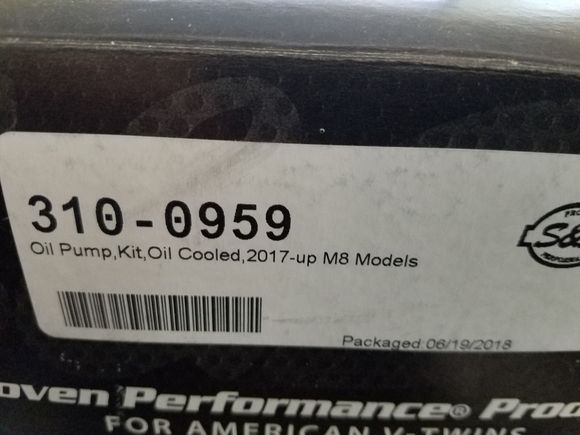 310-0959
Oil Pump,Kit,Oil Cooled,2017-up M8 Models
S&
Packaged 06/19/2018
Performance®
FOR AMERICAN V-TWINS